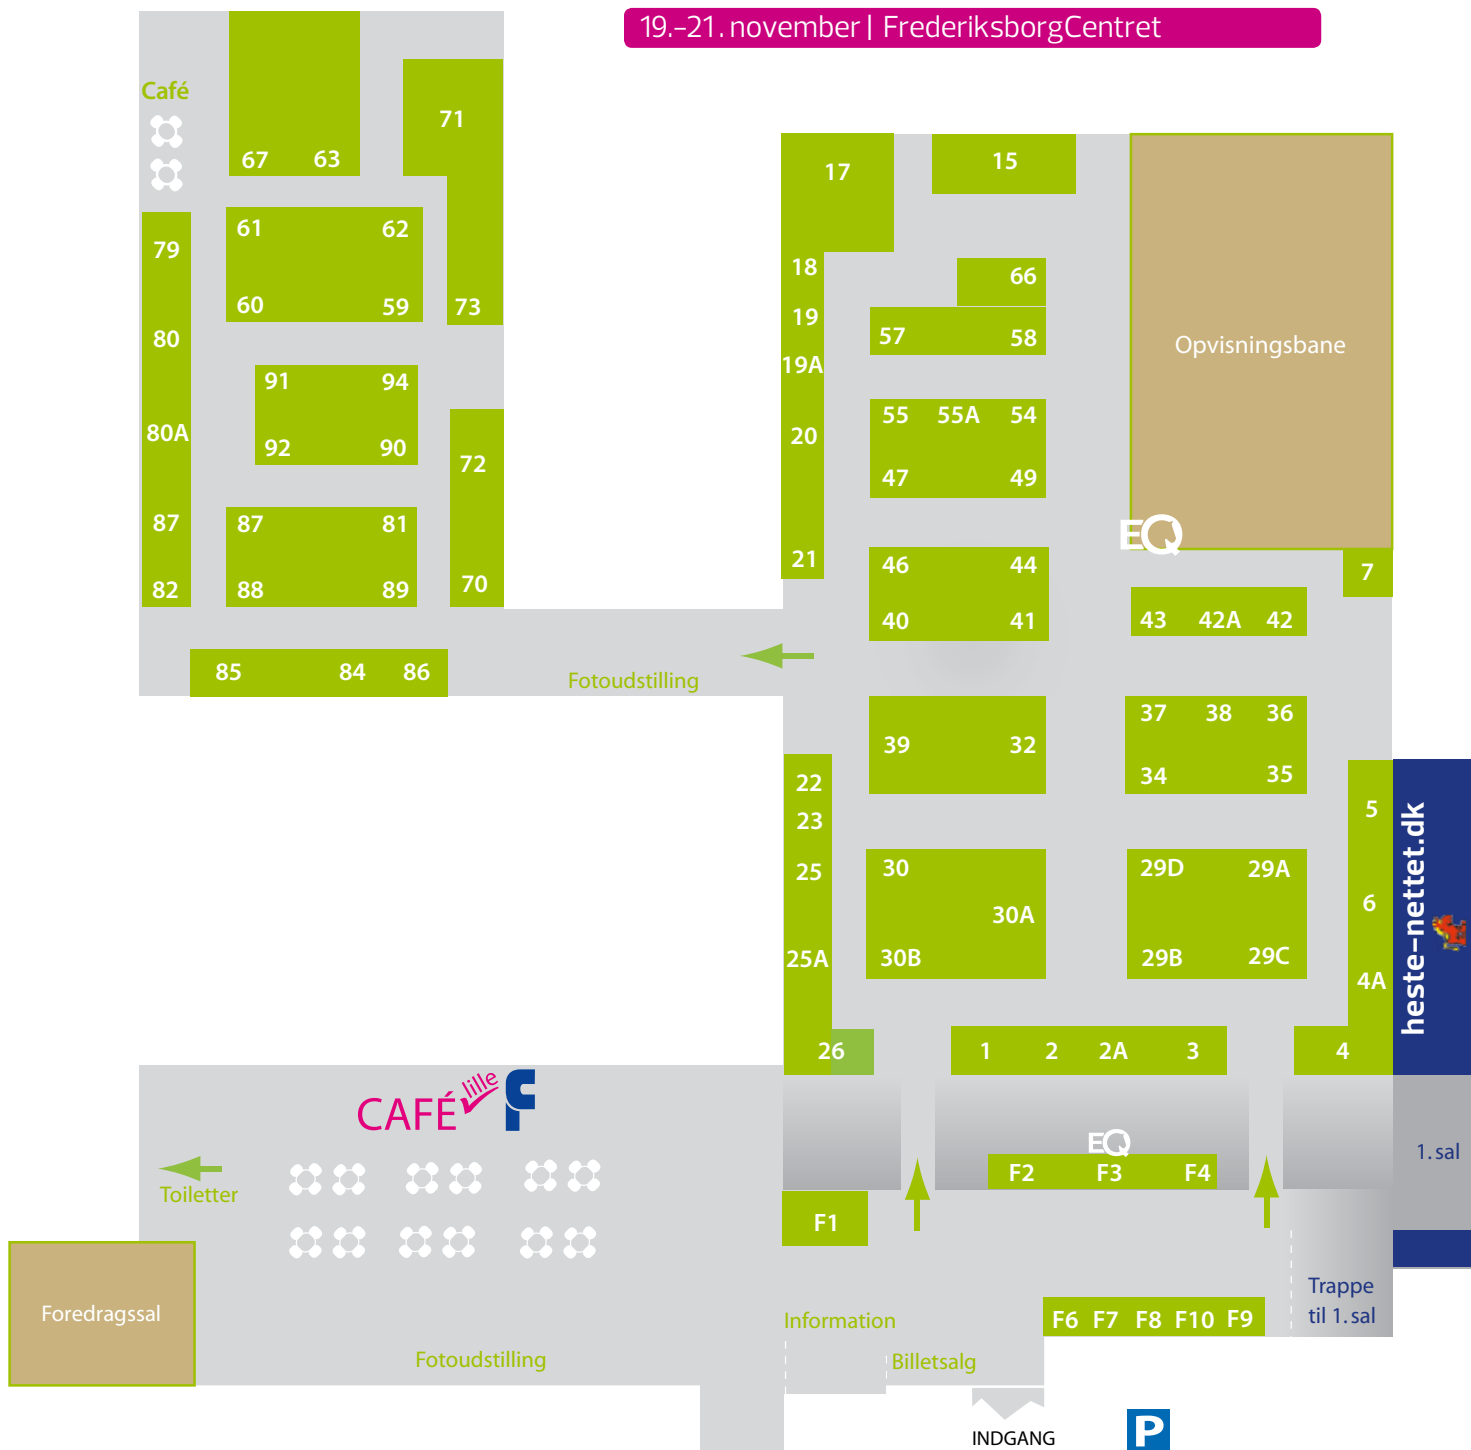 19.–21. november | FrederiksborgCentret
Café
67 63
71
61 62
60 59
73
79
80
80A
87
82
91 94
92 90
72
70
87 81
88 89
85 84 86
Fotoudstilling
17
15
18
19
19A
20
21
66
57 58
55 55A 54
47 49
46 44
40 41
Opvisningsbane
EQ
7
43 42A 42
39 32
37 38 36
34 35
22
23
25
25A
26
30
30A
30B
29D 29A
29B 29C
5
6
4A
4
heste-nettet.dk
1 2 2A 3
CAFÉ lille F
Toiletter
Foredragssal
Fotoudstilling
EQ
F2 F3 F4
F1
1. sal
Trappe
til 1. sal
Information
F6 F7 F8 F10 F9
Billetsalg
INDGANG
P